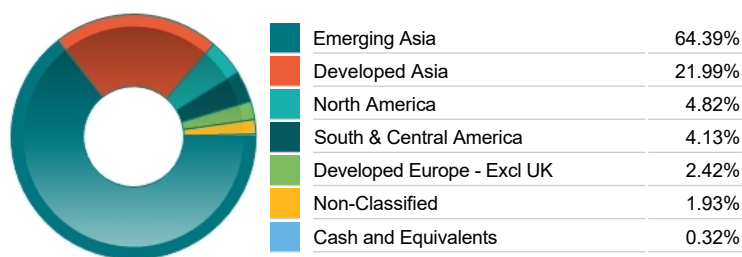 Emerging Asia 64.39%
Developed Asia 21.99%
North America 4.82%
South & Central America 4.13%
Developed Europe - Excl UK 2.42%
Non-Classified 1.93%
Cash and Equivalents 0.32%